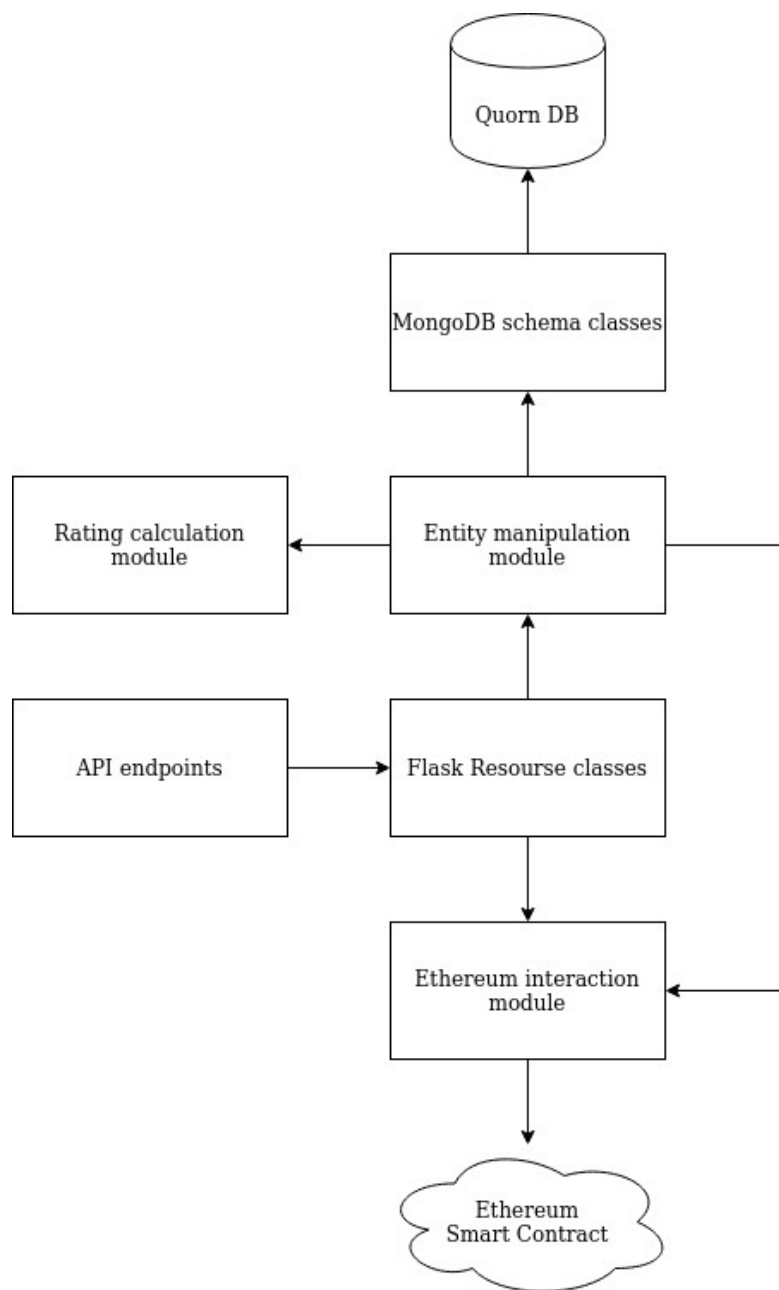 Quorn DB
MongoDB schema classes
Rating calculation
module
Entity manipulation
module
API endpoints
Flask Resourse classes
Ethereum interaction
module
Ethereum
Smart Contract